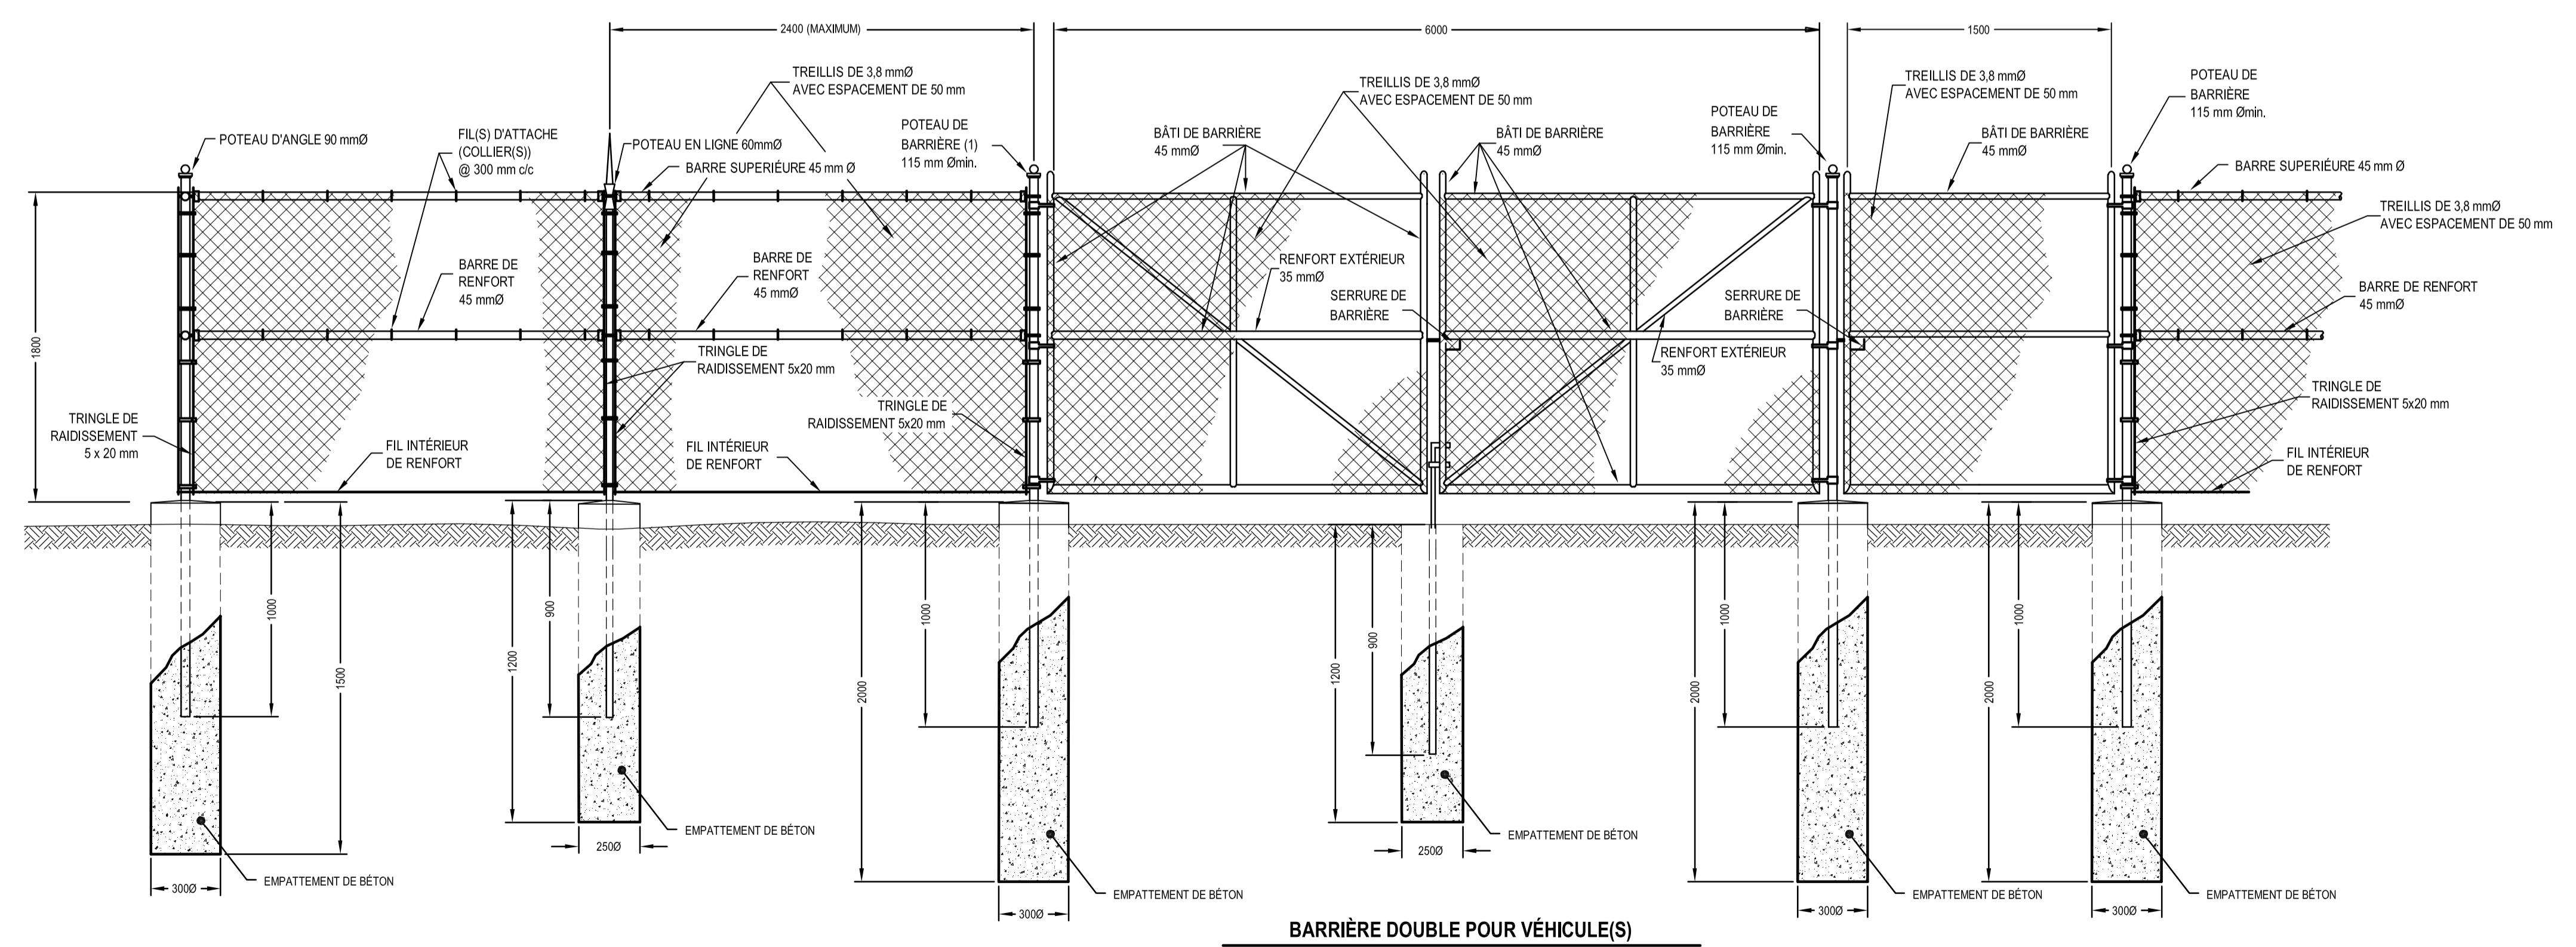 2400 (MAXIMUM)
6000
1500
POTEAU D'ANGLE 90 mmØ
FIL(S) D'ATTACHE
(COLLIER(S))
@ 300 mm c/c
POTEAU EN LIGNE 60mmØ
TREILLIS DE 3,8 mmØ
AVEC ESPACEMENT DE 50 mm
BARRE SUPERIÉURE 45 mm Ø
POTEAU DE
BARRIÈRE (1)
115 mm Ømin.
BÂTI DE BARRIÈRE
45 mmØ
TREILLIS DE 3,8 mmØ
AVEC ESPACEMENT DE 50 mm
BÂTI DE BARRIÈRE
45 mmØ
POTEAU DE
BARRIÈRE
115 mm Ømin.
TREILLIS DE 3,8 mmØ
AVEC ESPACEMENT DE 50 mm
BÂTI DE BARRIÈRE
45 mmØ
POTEAU DE
BARRIÈRE
115 mm Ømin.
BARRE SUPERIÉURE 45 mm Ø
TREILLIS DE 3,8 mmØ
AVEC ESPACEMENT DE 50 mm
1800
BARRE DE
RENFORT
45 mmØ
BARRE DE
RENFORT
45 mmØ
RENFORT EXTÉRIEUR
35 mmØ
SERRURE DE
BARRIÈRE
RENFORT EXTÉRIEUR
35 mmØ
SERRURE DE
BARRIÈRE
BARRE DE RENFORT
45 mmØ
TRINGLE DE
RAIDISSEMENT
5 x 20 mm
FIL INTÉRIEUR
DE RENFORT
TRINGLE DE
RAIDISSEMENT 5x20 mm
FIL INTÉRIEUR
DE RENFORT
TRINGLE DE
RAIDISSEMENT 5x20 mm
TRINGLE DE
RAIDISSEMENT 5x20 mm
FIL INTÉRIEUR
DE RENFORT
1000
1500
900
1200
1000
2000
900
1200
1000
2000
1000
2000
EMPATTEMENT DE BÉTON
300Ø
EMPATTEMENT DE BÉTON
250Ø
EMPATTEMENT DE BÉTON
300Ø
EMPATTEMENT DE BÉTON
250Ø
EMPATTEMENT DE BÉTON
300Ø
EMPATTEMENT DE BÉTON
300Ø
BARRIÈRE DOUBLE POUR VÉHICULE(S)